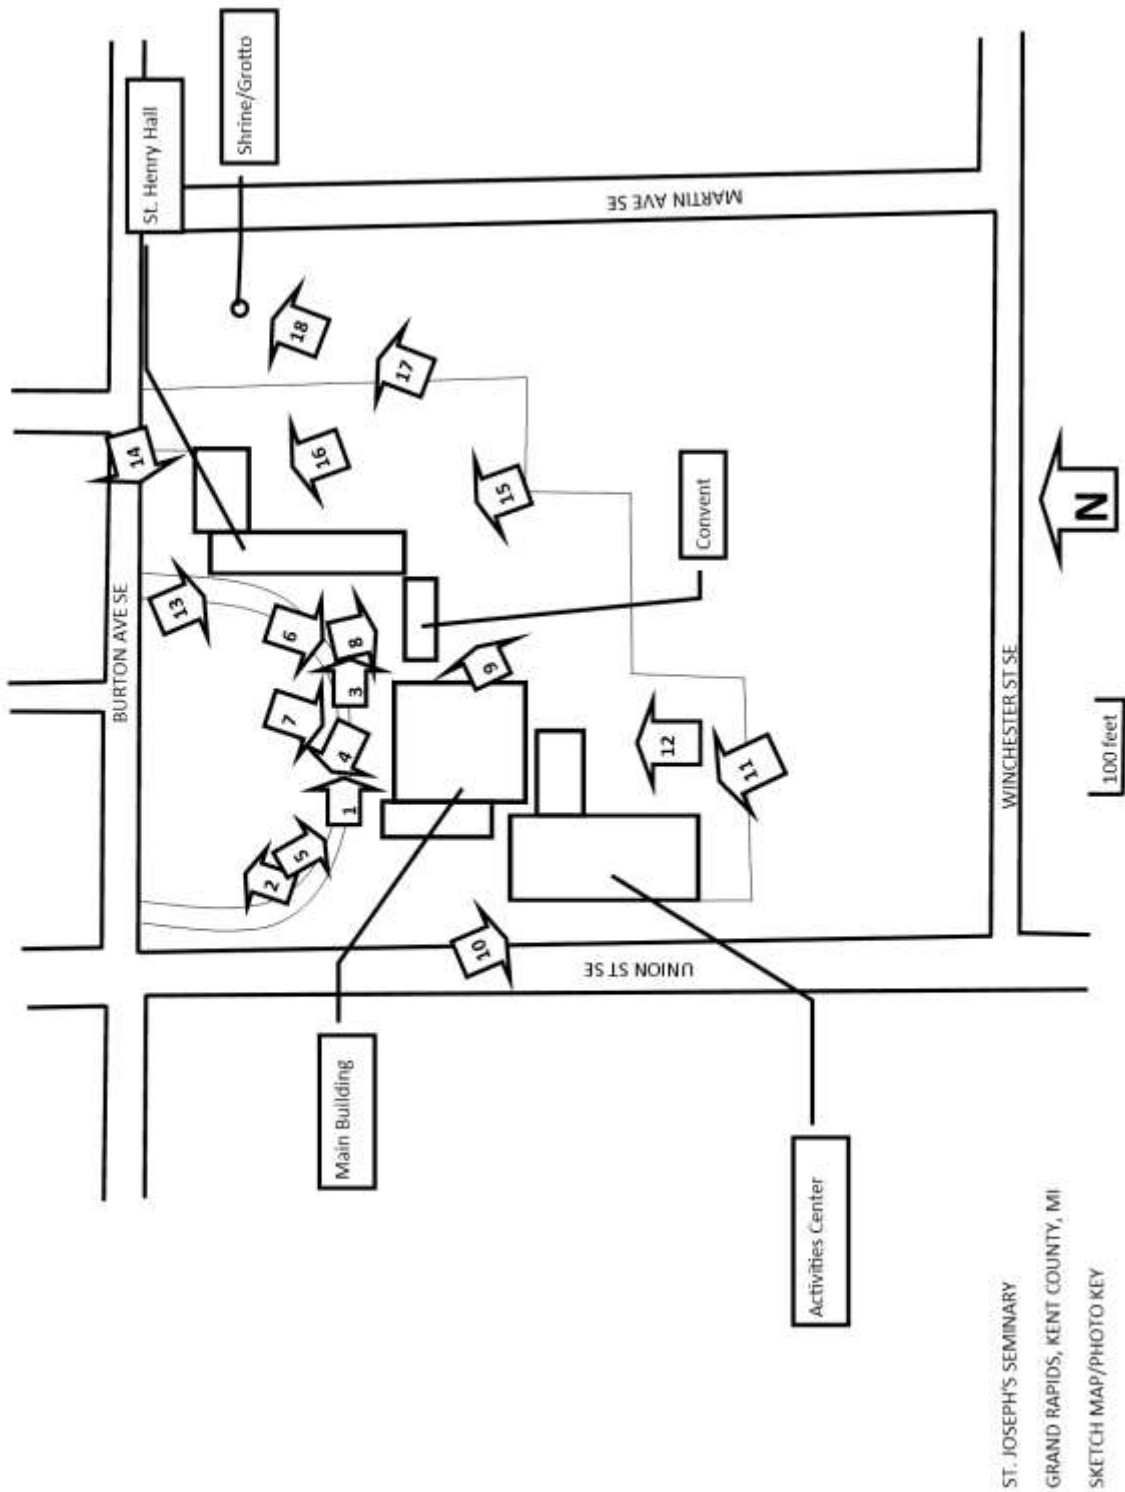 BURTON AVE SE
St. Henry Hall
Shrine/Grotto
14
13
2
5
7
6
16
18
1
4
3
8
17
Main Building
10
9
15
MARTIN AVE SE
UNION ST SE
12
11
Convent
Activities Center
WINCHESTER ST SE
N
100 feet
ST. JOSEPH'S SEMINARY
GRAND RAPIDS, KENT COUNTY, MI
SKETCH MAP/PHOTO KEY